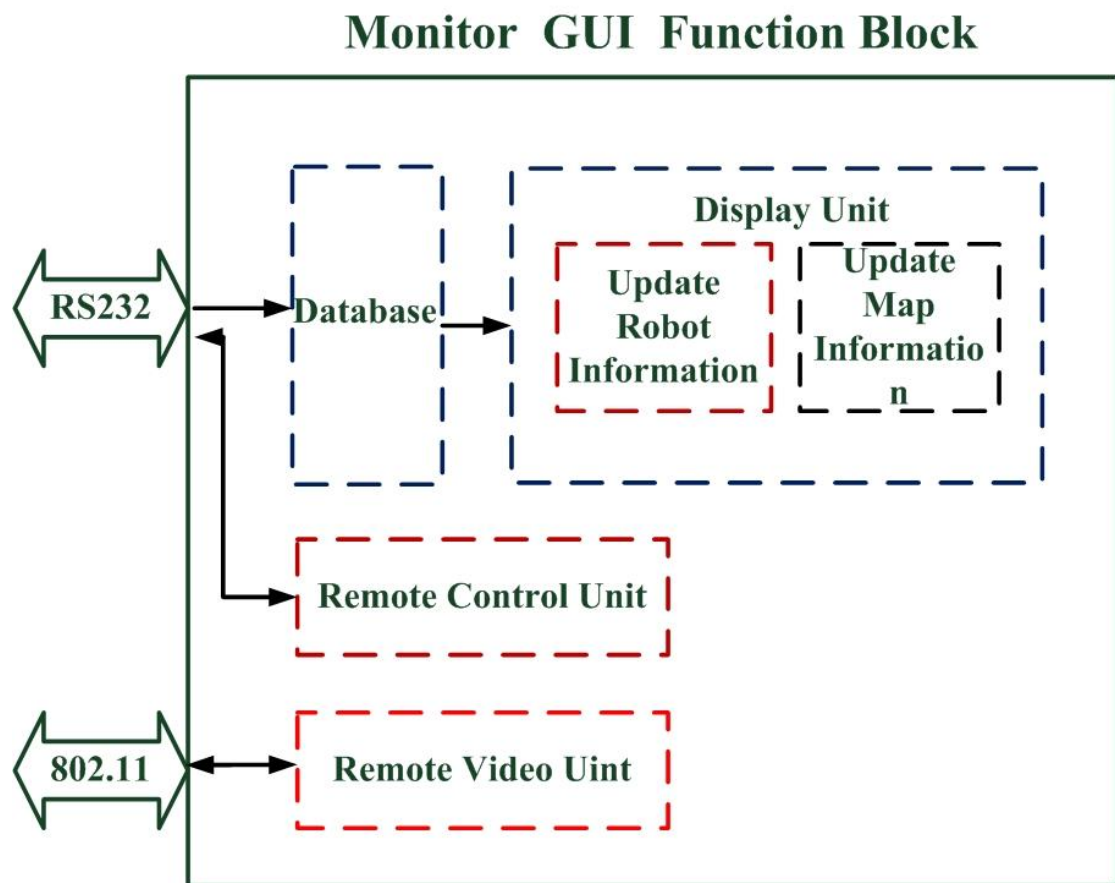 Monitor GUI Function Block
Display Unit
RS232
Database
Update
Robot
Information
Update
Map
Informatio
n
Remote Control Unit
802.11
Remote Video Uint